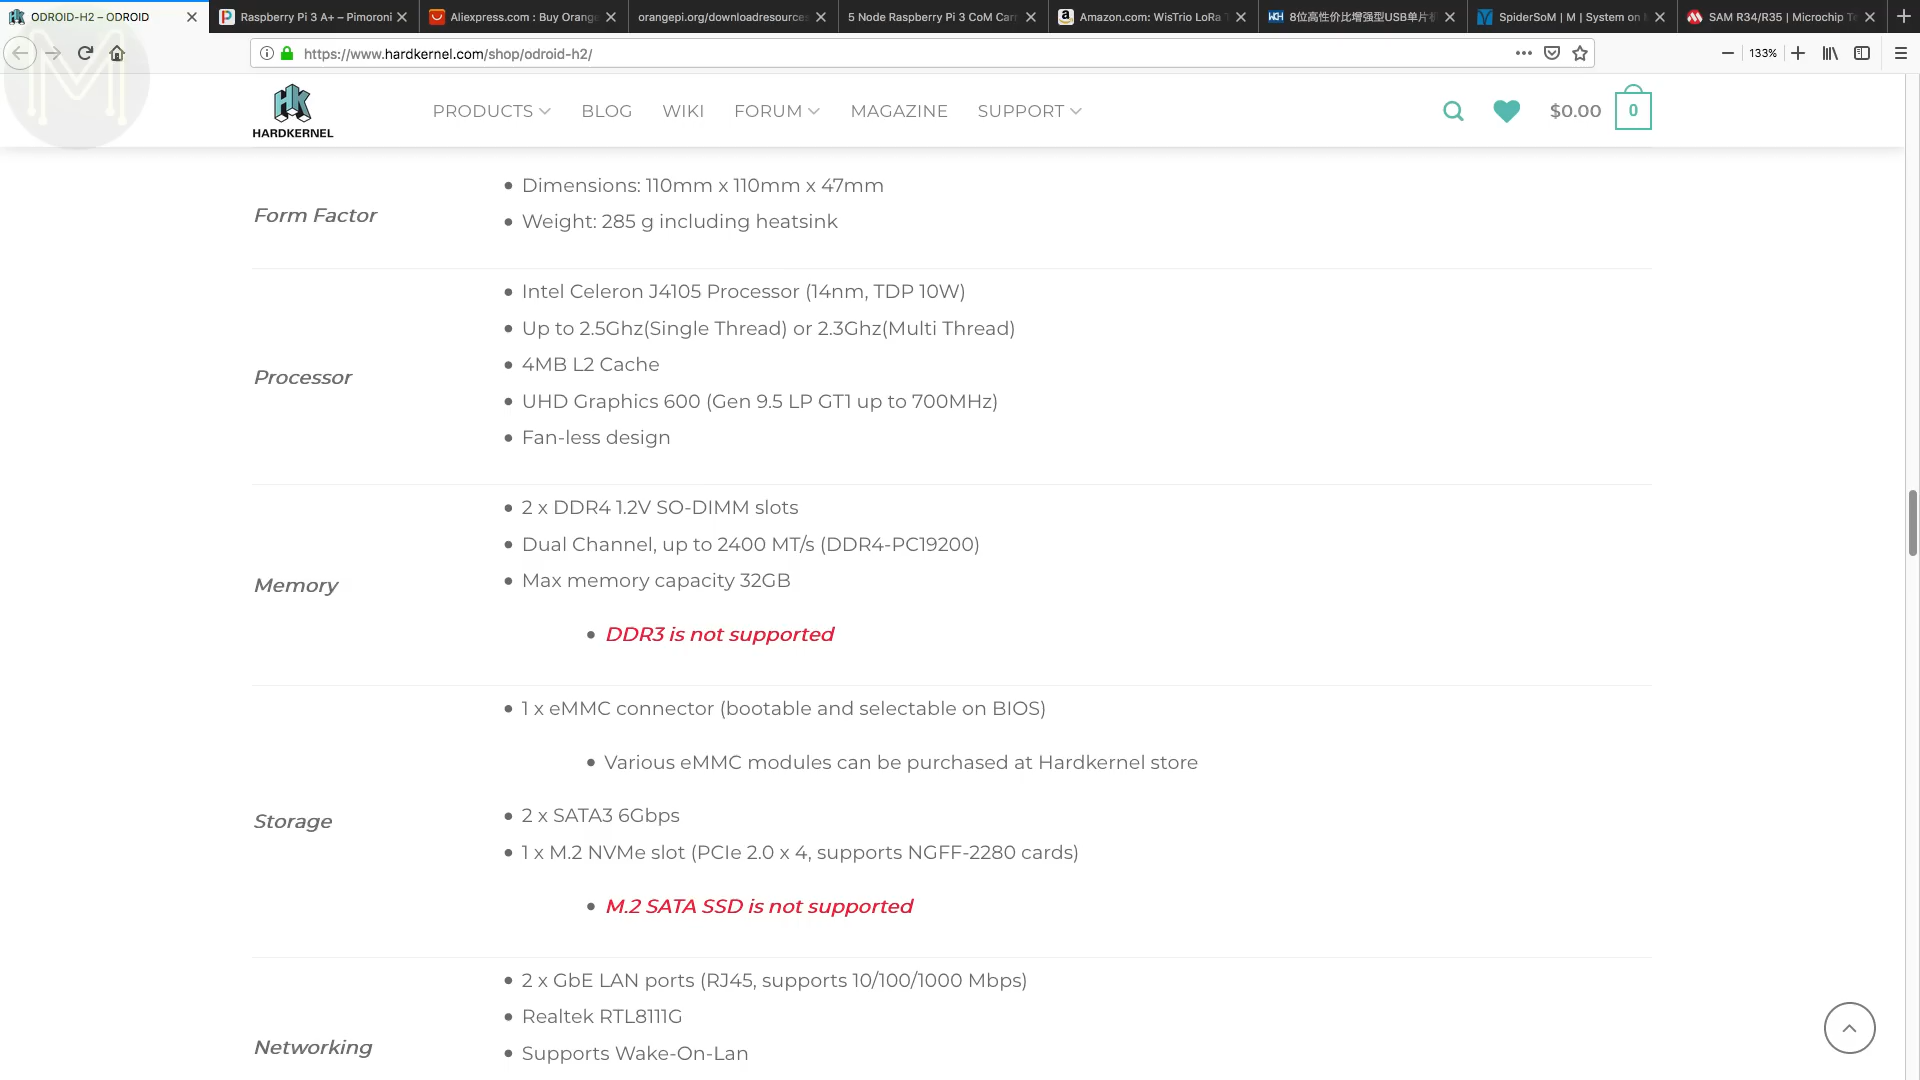 ODROID-H2 – ODROID
Raspberry Pi 3 A+ – Pimoroni
Aliexpress.com : Buy Orange
orangepi.org/downloadresources
5 Node Raspberry Pi 3 CoM Carr
Amazon.com: WisTrio LoRa T
8位高性价比增强型USB单片机
SpiderSoM | M | System on M
SAM R34/R35 | Microchip Te
https://www.hardkernel.com/shop/odroid-h2/
133%
M
HARDKERNEL
PRODUCTS
BLOG
WIKI
FORUM
MAGAZINE
SUPPORT
$0.00
0
Form Factor
Dimensions: 110mm x 110mm x 47mm
Weight: 285 g including heatsink
Processor
Intel Celeron J4105 Processor (14nm, TDP 10W)
Up to 2.5Ghz(Single Thread) or 2.3Ghz(Multi Thread)
4MB L2 Cache
UHD Graphics 600 (Gen 9.5 LP GT1 up to 700MHz)
Fan-less design
Memory
2 x DDR4 1.2V SO-DIMM slots
Dual Channel, up to 2400 MT/s (DDR4-PC19200)
Max memory capacity 32GB
DDR3 is not supported
Storage
1 x eMMC connector (bootable and selectable on BIOS)
Various eMMC modules can be purchased at Hardkernel store
2 x SATA3 6Gbps
1 x M.2 NVMe slot (PCIe 2.0 x 4, supports NGFF-2280 cards)
M.2 SATA SSD is not supported
Networking
2 x GbE LAN ports (RJ45, supports 10/100/1000 Mbps)
Realtek RTL8111G
Supports Wake-On-Lan